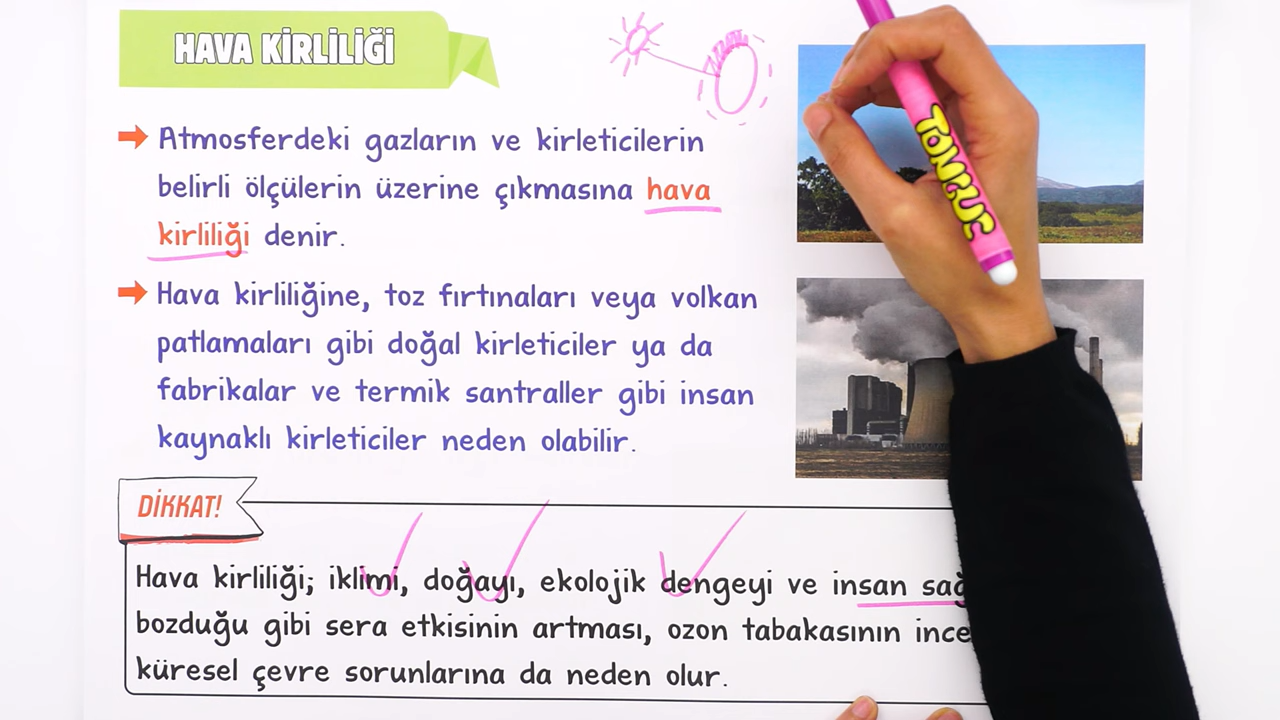 HAVA KİRLİLİĞİ
Atmosferdeki gazların ve kirleticilerin
belirli ölçülerin üzerine çıkmasına hava
kirliliği denir.
Hava kirliliğine, toz fırtınaları veya volkan
patlamaları gibi doğal kirleticiler ya da
fabrikalar ve termik santraller gibi insan
kaynaklı kirleticiler neden olabilir.
TONGUÇ
DİKKAT!
Hava kirliliği; iklimi, doğayı, ekolojik dengeyi ve insan
bozduğu gibi sera etkisinin artması, ozon tabakasının
küresel çevre sorunlarına da neden olur.